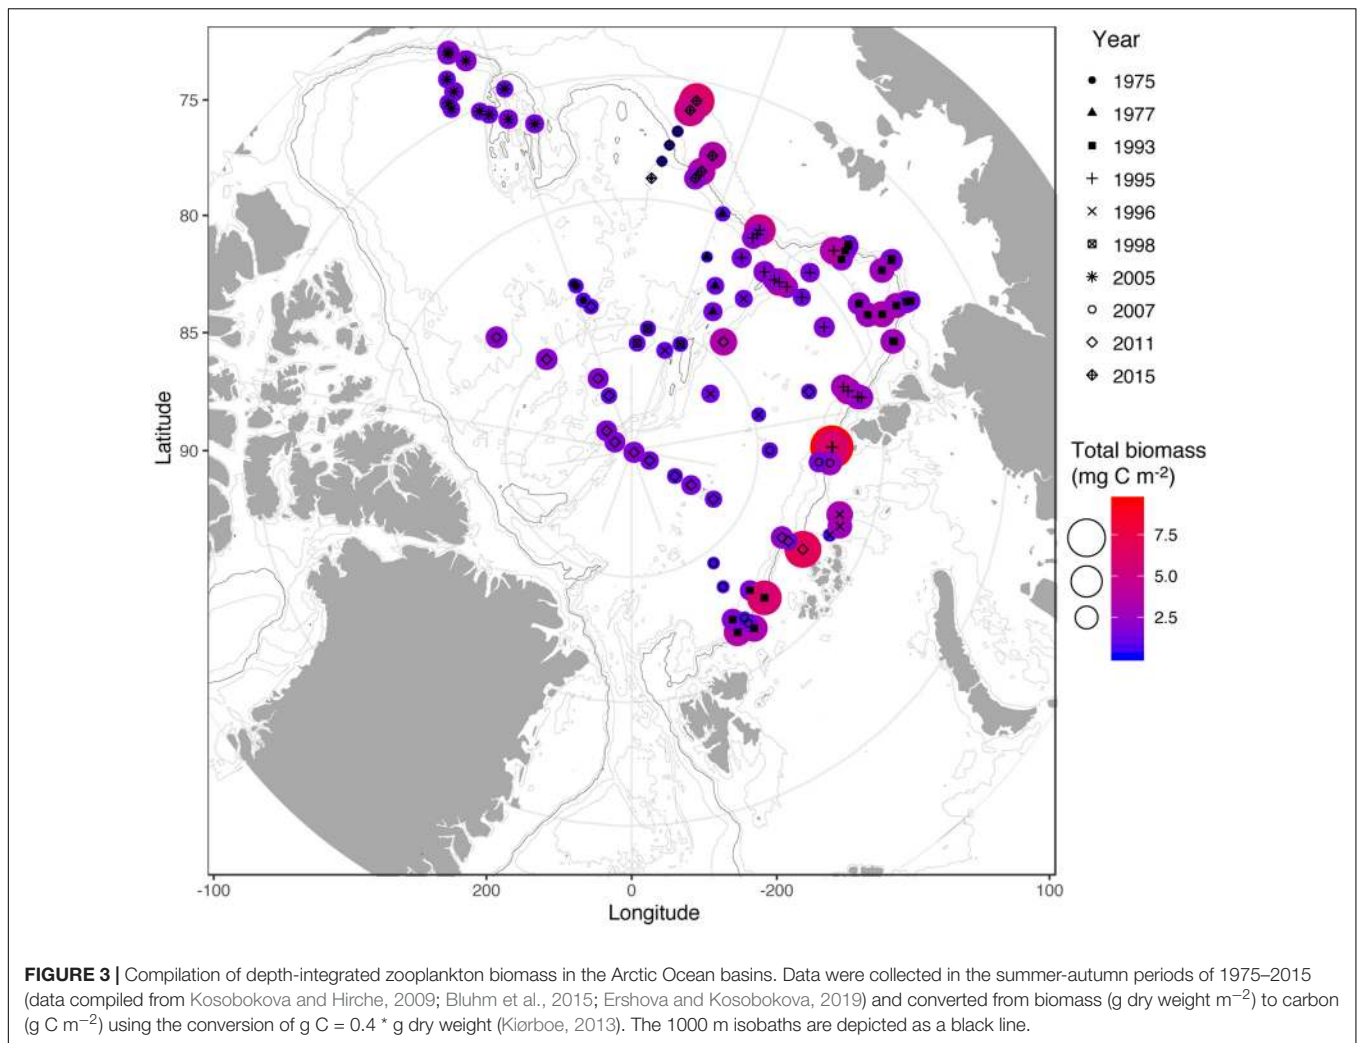 75
80
85
90
Latitude
-100
200
0
-200
100
Longitude
Year
1975
1977
1993
1995
1996
1998
2005
2007
2011
2015
Total biomass
(mg C m⁻²)
7.5
5.0
2.5
FIGURE 3 | Compilation of depth-integrated zooplankton biomass in the Arctic Ocean basins. Data were collected in the summer-autumn periods of 1975–2015
(data compiled from Kosobokova and Hirche, 2009; Bluhm et al., 2015; Ershova and Kosobokova, 2019) and converted from biomass (g dry weight m⁻²) to carbon
(g C m⁻²) using the conversion of g C = 0.4 * g dry weight (Kiørboe, 2013). The 1000 m isobaths are depicted as a black line.